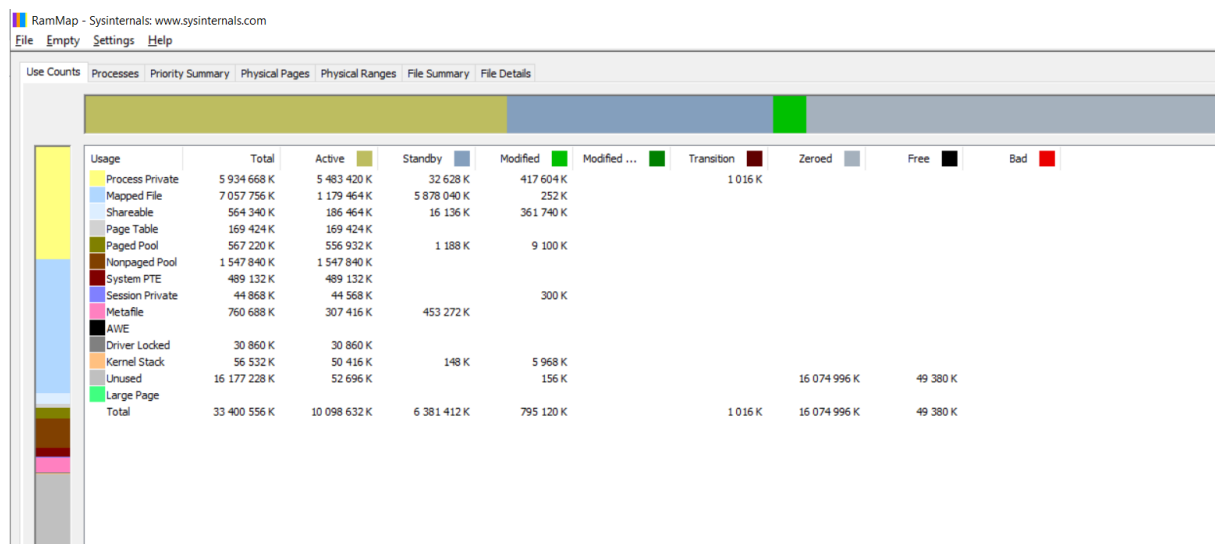 RamMap - Sysinternals: www.sysinternals.com
File Empty Settings Help
Use Counts Processes Priority Summary Physical Pages Physical Ranges File Summary File Details
Usage Total Active Standby Modified Modified ... Transition Zeroed Free Bad
Process Private 5 934 668 K 5 483 420 K 32 628 K 417 604 K 1 016 K
Mapped File 7 057 756 K 1 179 464 K 5 878 040 K 252 K
Shareable 564 340 K 186 464 K 16 136 K 361 740 K
Page Table 169 424 K 169 424 K
Paged Pool 567 220 K 556 932 K 1 188 K 9 100 K
Nonpaged Pool 1 547 840 K 1 547 840 K
System PTE 489 132 K 489 132 K
Session Private 44 868 K 44 568 K 300 K
Metafile 760 688 K 307 416 K 453 272 K
AWE
Driver Locked 30 860 K 30 860 K
Kernel Stack 56 532 K 50 416 K 148 K 5 968 K
Unused 16 177 228 K 52 696 K 156 K 16 074 996 K 49 380 K
Large Page
Total 33 400 556 K 10 098 632 K 6 381 412 K 795 120 K 1 016 K 16 074 996 K 49 380 K